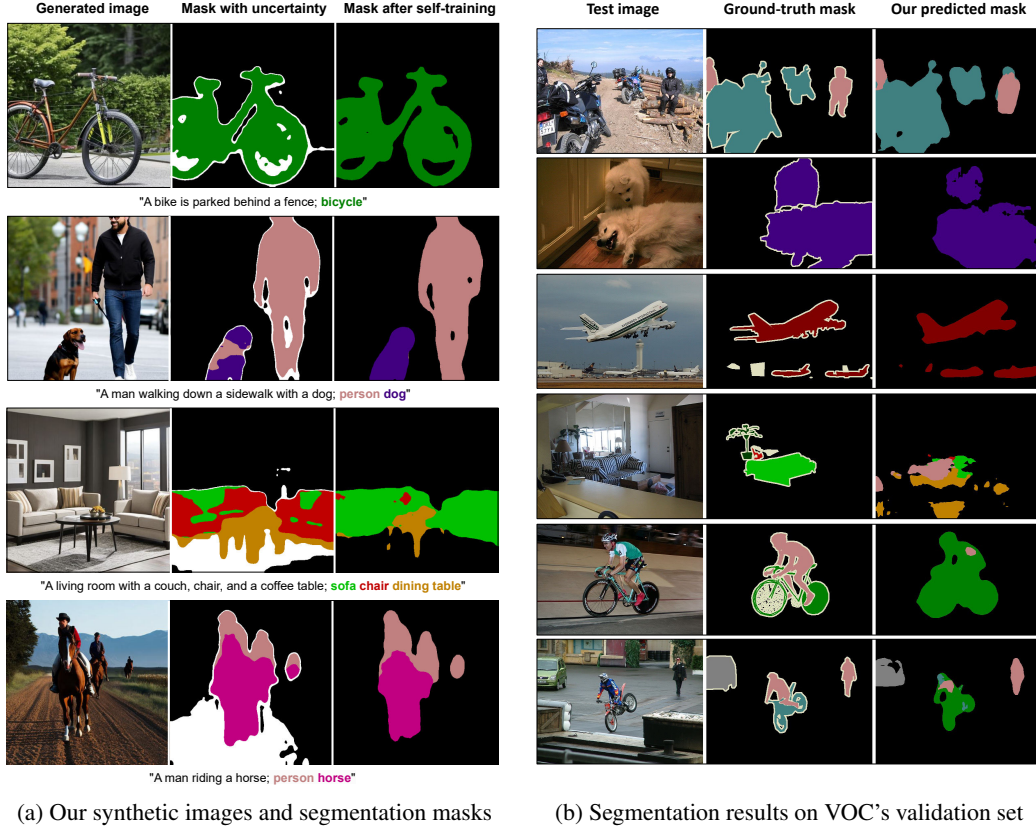 Generated image Mask with uncertainty Mask after self-training
"A bike is parked behind a fence; bicycle"
"A man walking down a sidewalk with a dog; person dog"
"A living room with a couch, chair, and a coffee table; sofa chair dining table"
"A man riding a horse; person horse"
(a) Our synthetic images and segmentation masks
Test image Ground-truth mask Our predicted mask
(b) Segmentation results on VOC's validation set